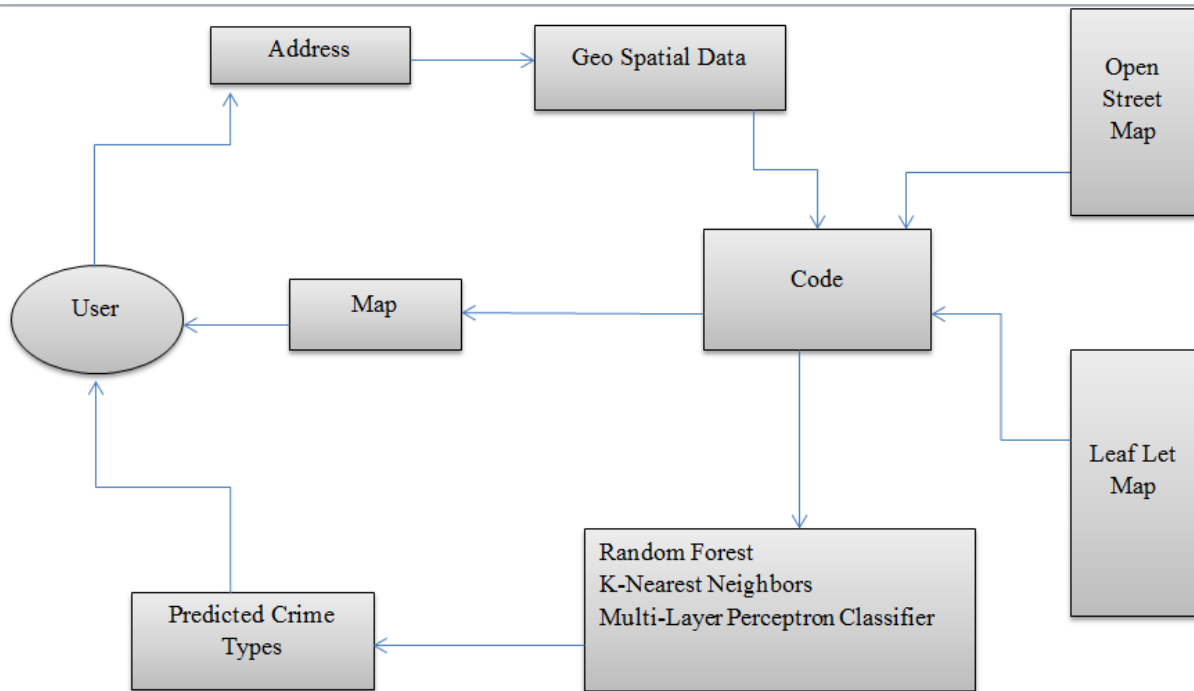 Address
Geo Spatial Data
Open
Street
Map
User
Map
Code
Leaf Let
Map
Random Forest
K-Nearest Neighbors
Multi-Layer Perceptron Classifier
Predicted Crime
Types